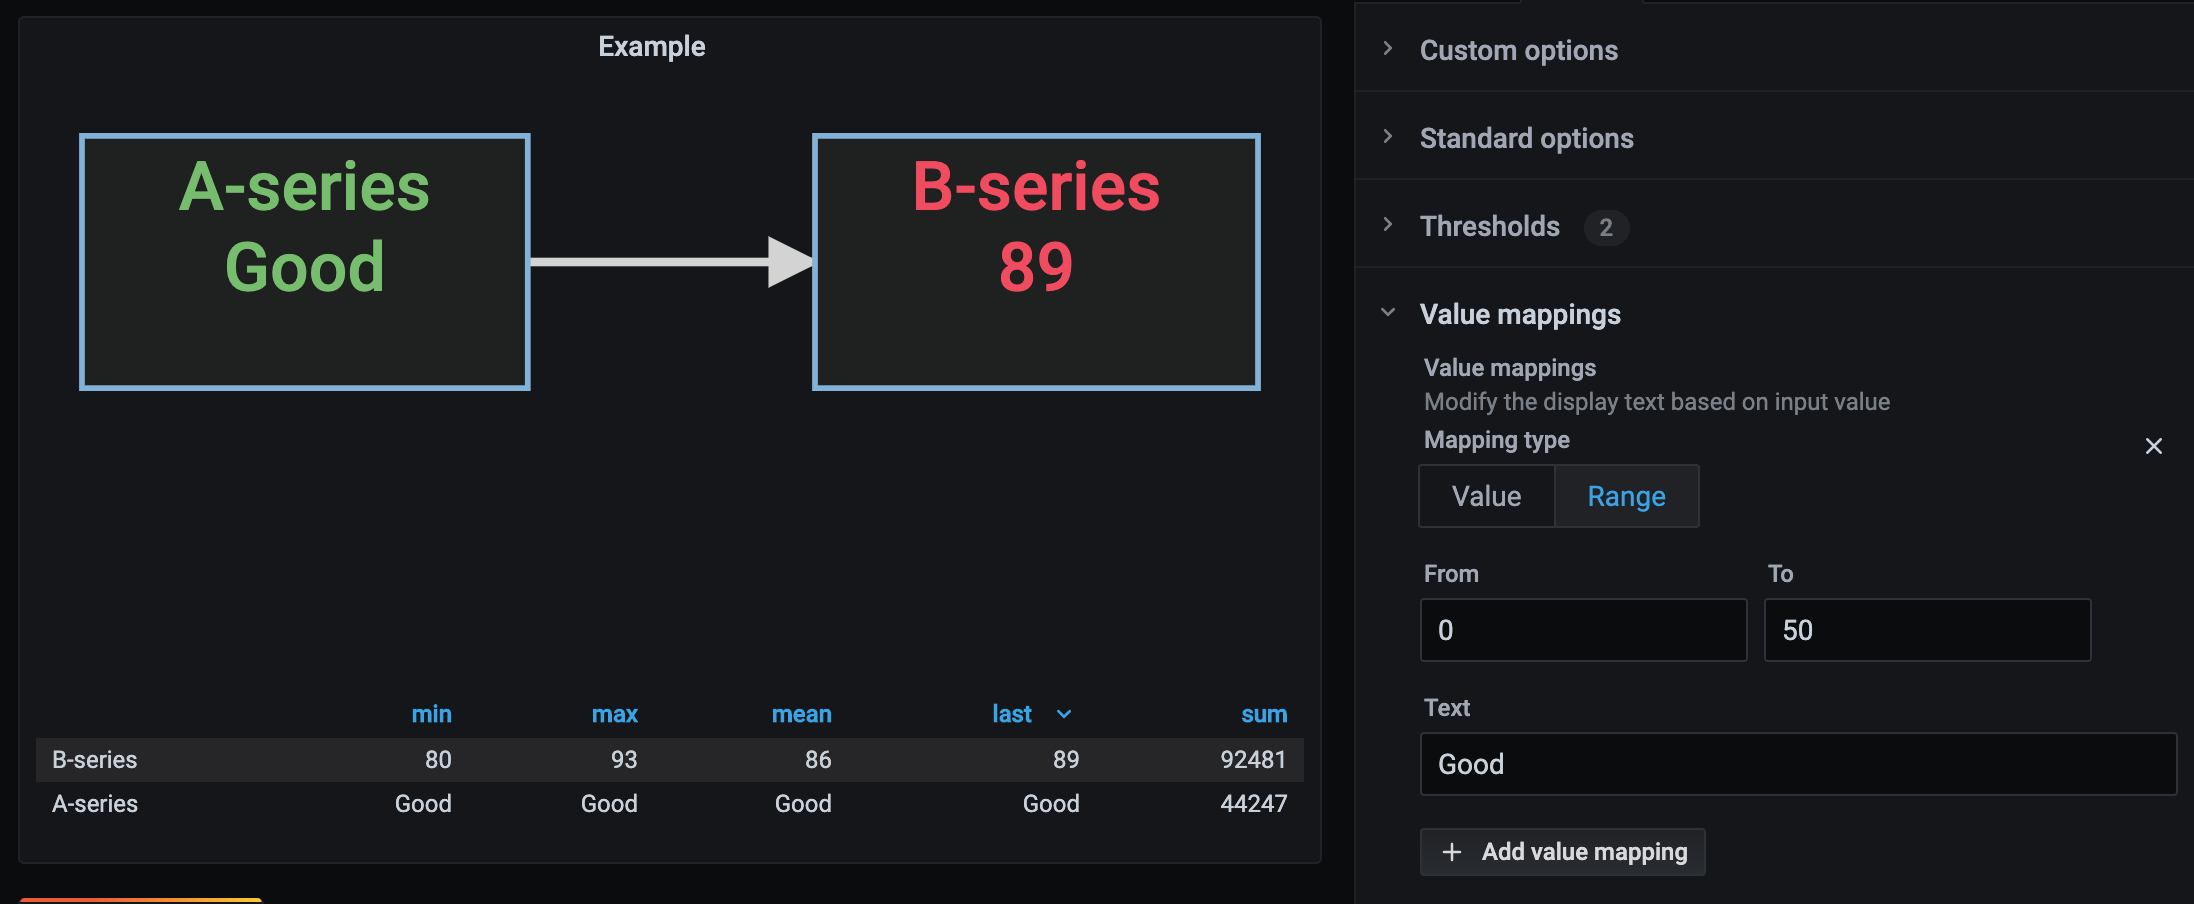 Example
A-series
Good
B-series
89
min max mean last sum
B-series 80 93 86 89 92481
A-series Good Good Good Good 44247
Custom options
Standard options
Thresholds 2
Value mappings
Value mappings
Modify the display text based on input value
Mapping type
Value Range
From To
0 50
Text
Good
+ Add value mapping